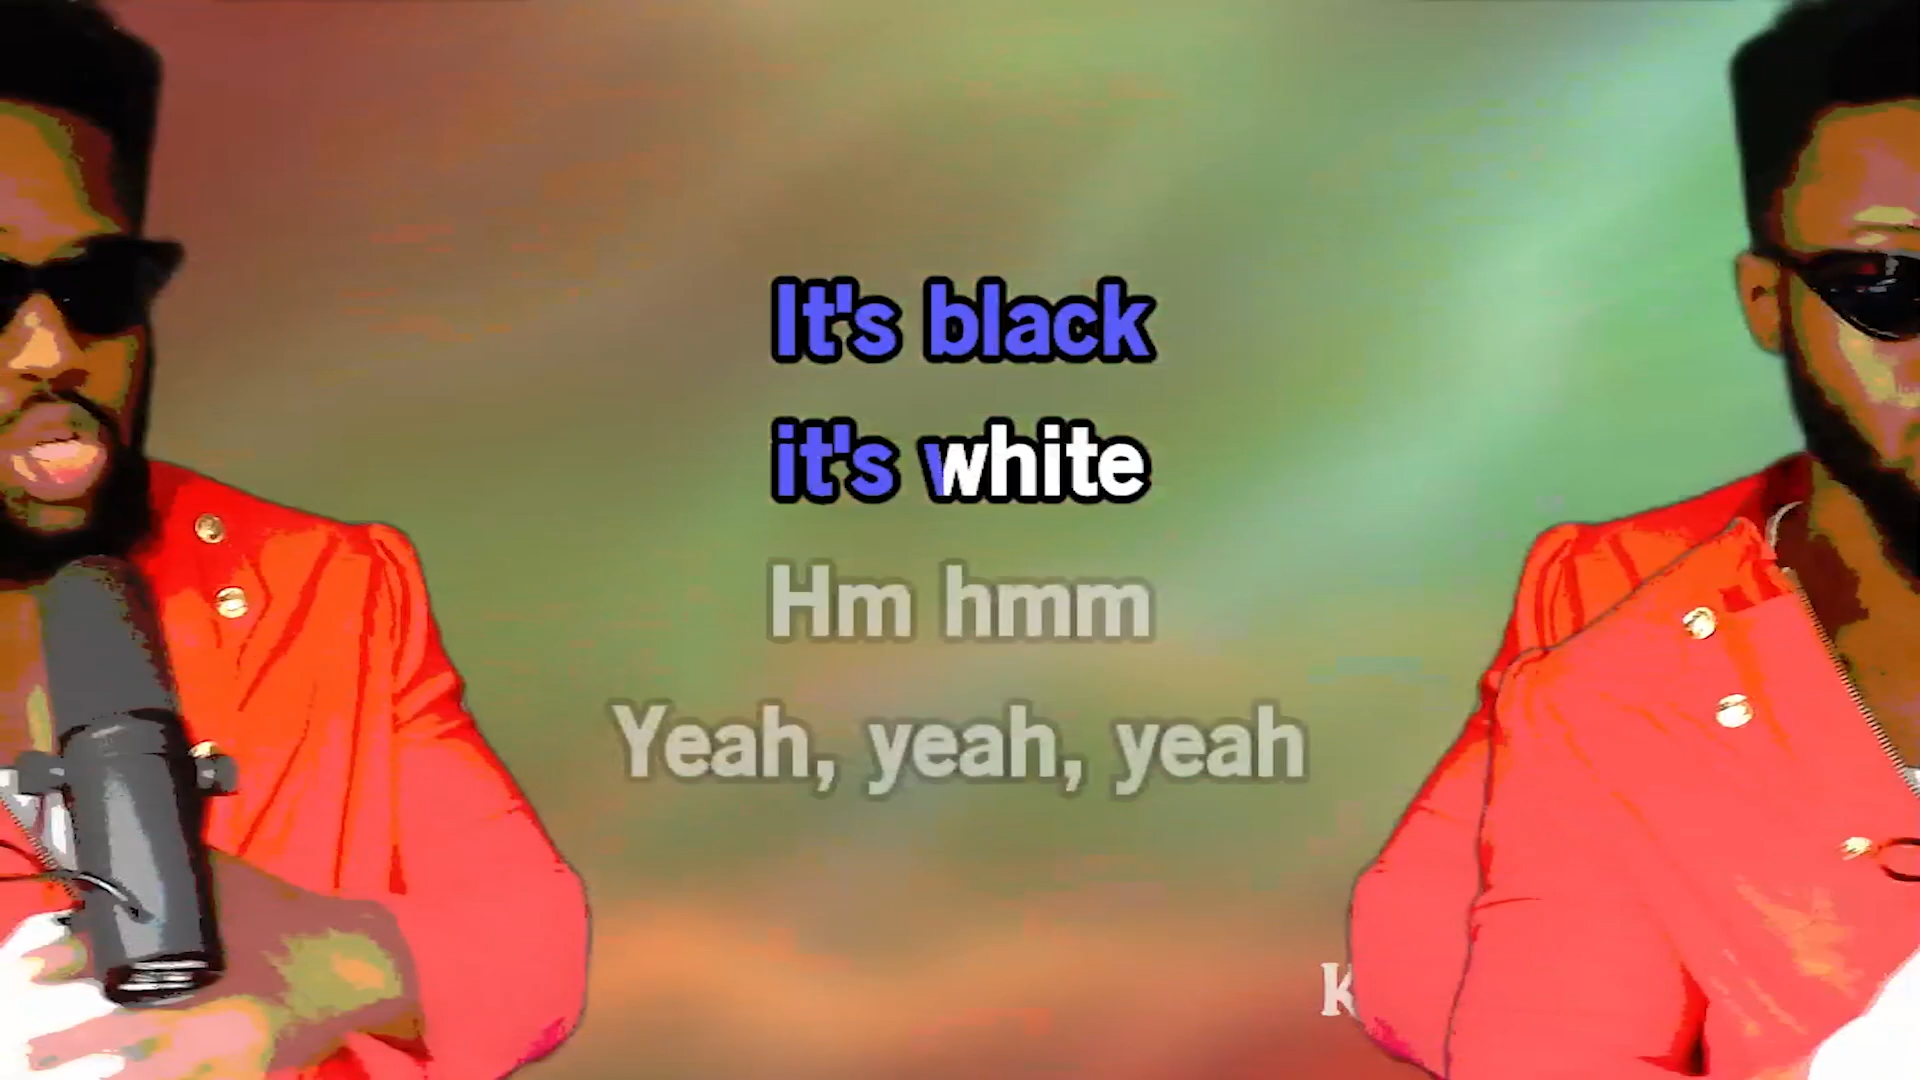 It's black
it's white
Hm hmm
Yeah, yeah, yeah
K